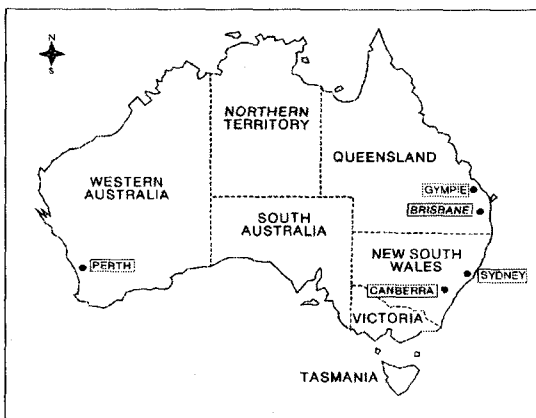 N
S
NORTHERN
TERRITORY
QUEENSLAND
WESTERN
AUSTRALIA
GYMPIE
BRISBANE
SOUTH
AUSTRALIA
NEW SOUTH
WALES
PERTH
SYDNEY
CANBERRA
VICTORIA
TASMANIA